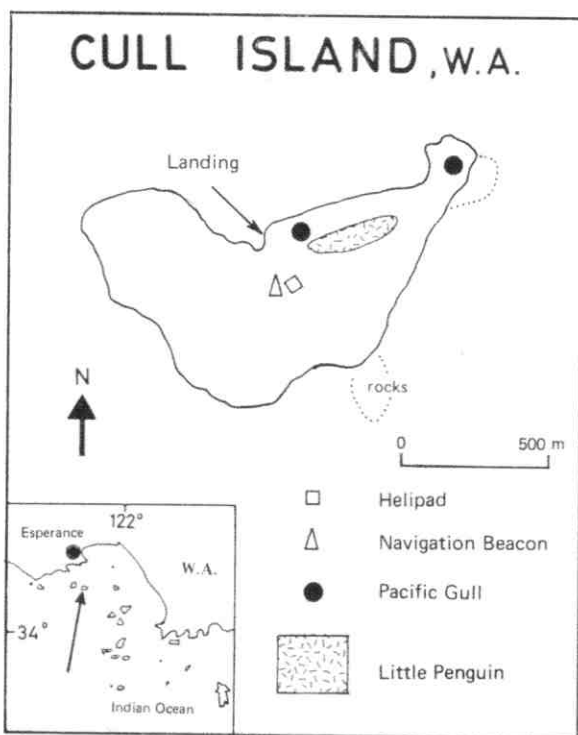 CULL ISLAND, W.A.
Landing
rocks
N
0 500 m
Helipad
Navigation Beacon
Pacific Gull
Little Penguin
122°
Esperance
W.A.
34°
Indian Ocean